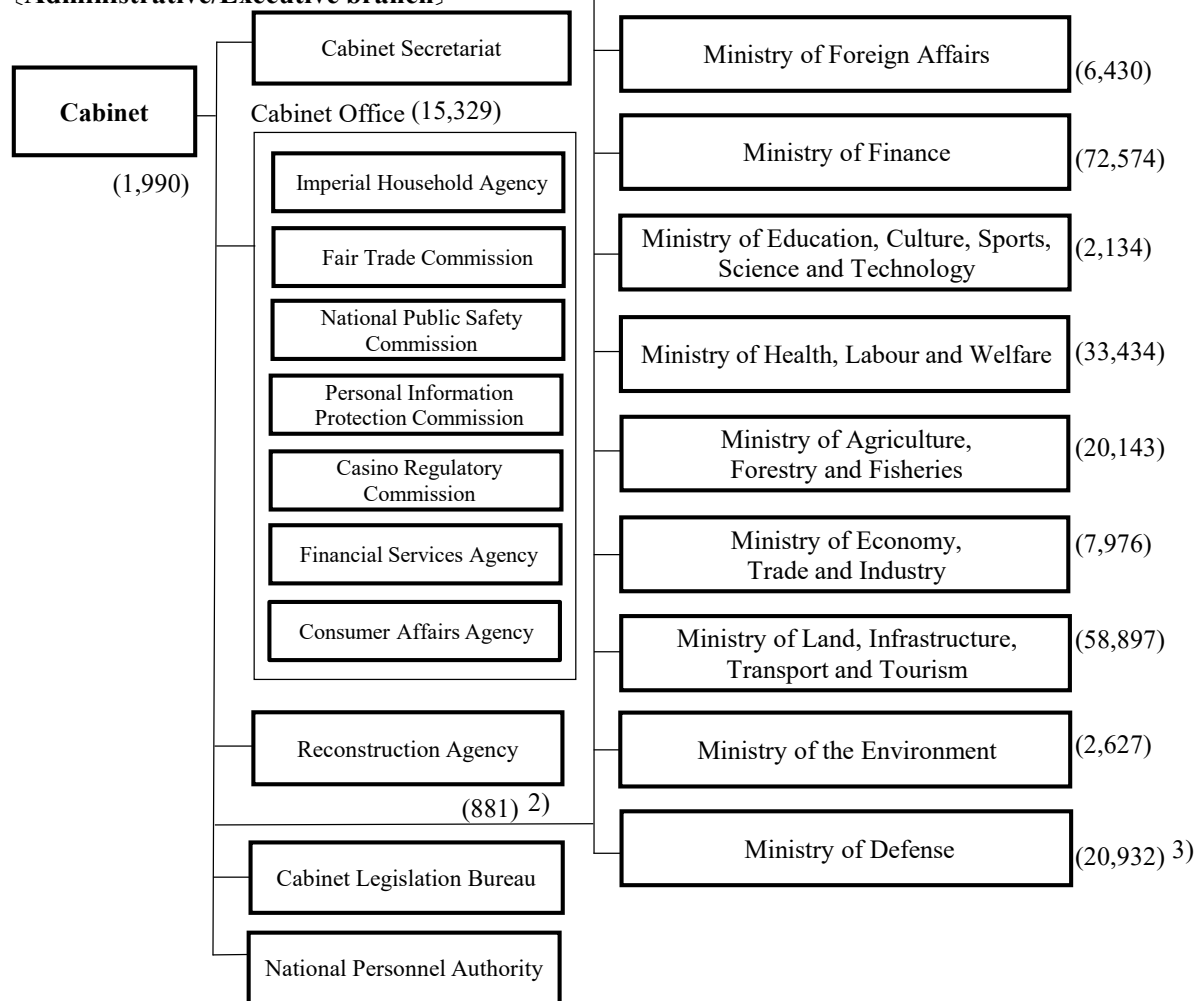 〔Administrative/Executive branch〕
Cabinet
(1,990)
Cabinet Secretariat
Cabinet Office (15,329)
Imperial Household Agency
Fair Trade Commission
National Public Safety
Commission
Personal Information
Protection Commission
Casino Regulatory
Commission
Financial Services Agency
Consumer Affairs Agency
Reconstruction Agency
(881) 2)
Cabinet Legislation Bureau
National Personnel Authority
Ministry of Foreign Affairs
(6,430)
Ministry of Finance
(72,574)
Ministry of Education, Culture, Sports,
Science and Technology
(2,134)
Ministry of Health, Labour and Welfare
(33,434)
Ministry of Agriculture,
Forestry and Fisheries
(20,143)
Ministry of Economy,
Trade and Industry
(7,976)
Ministry of Land, Infrastructure,
Transport and Tourism
(58,897)
Ministry of the Environment
(2,627)
Ministry of Defense
(20,932) 3)